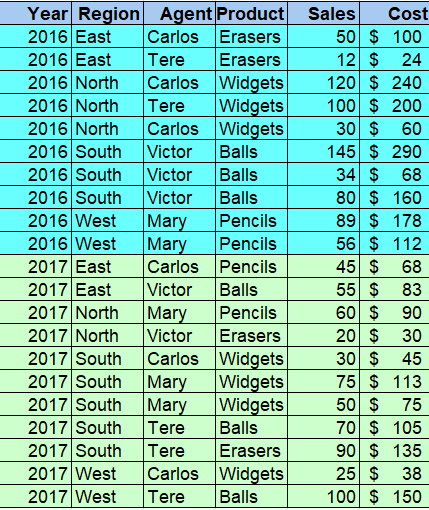 Year Region Agent Product Sales Cost
2016 East Carlos Erasers 50 $ 100
2016 East Tere Erasers 12 $ 24
2016 North Carlos Widgets 120 $ 240
2016 North Tere Widgets 100 $ 200
2016 North Carlos Widgets 30 $ 60
2016 South Victor Balls 145 $ 290
2016 South Victor Balls 34 $ 68
2016 South Victor Balls 80 $ 160
2016 West Mary Pencils 89 $ 178
2016 West Mary Pencils 56 $ 112
2017 East Carlos Pencils 45 $ 68
2017 East Victor Balls 55 $ 83
2017 North Mary Pencils 60 $ 90
2017 North Victor Erasers 20 $ 30
2017 South Carlos Widgets 30 $ 45
2017 South Mary Widgets 75 $ 113
2017 South Mary Widgets 50 $ 75
2017 South Tere Balls 70 $ 105
2017 South Tere Erasers 90 $ 135
2017 West Carlos Widgets 25 $ 38
2017 West Tere Balls 100 $ 150